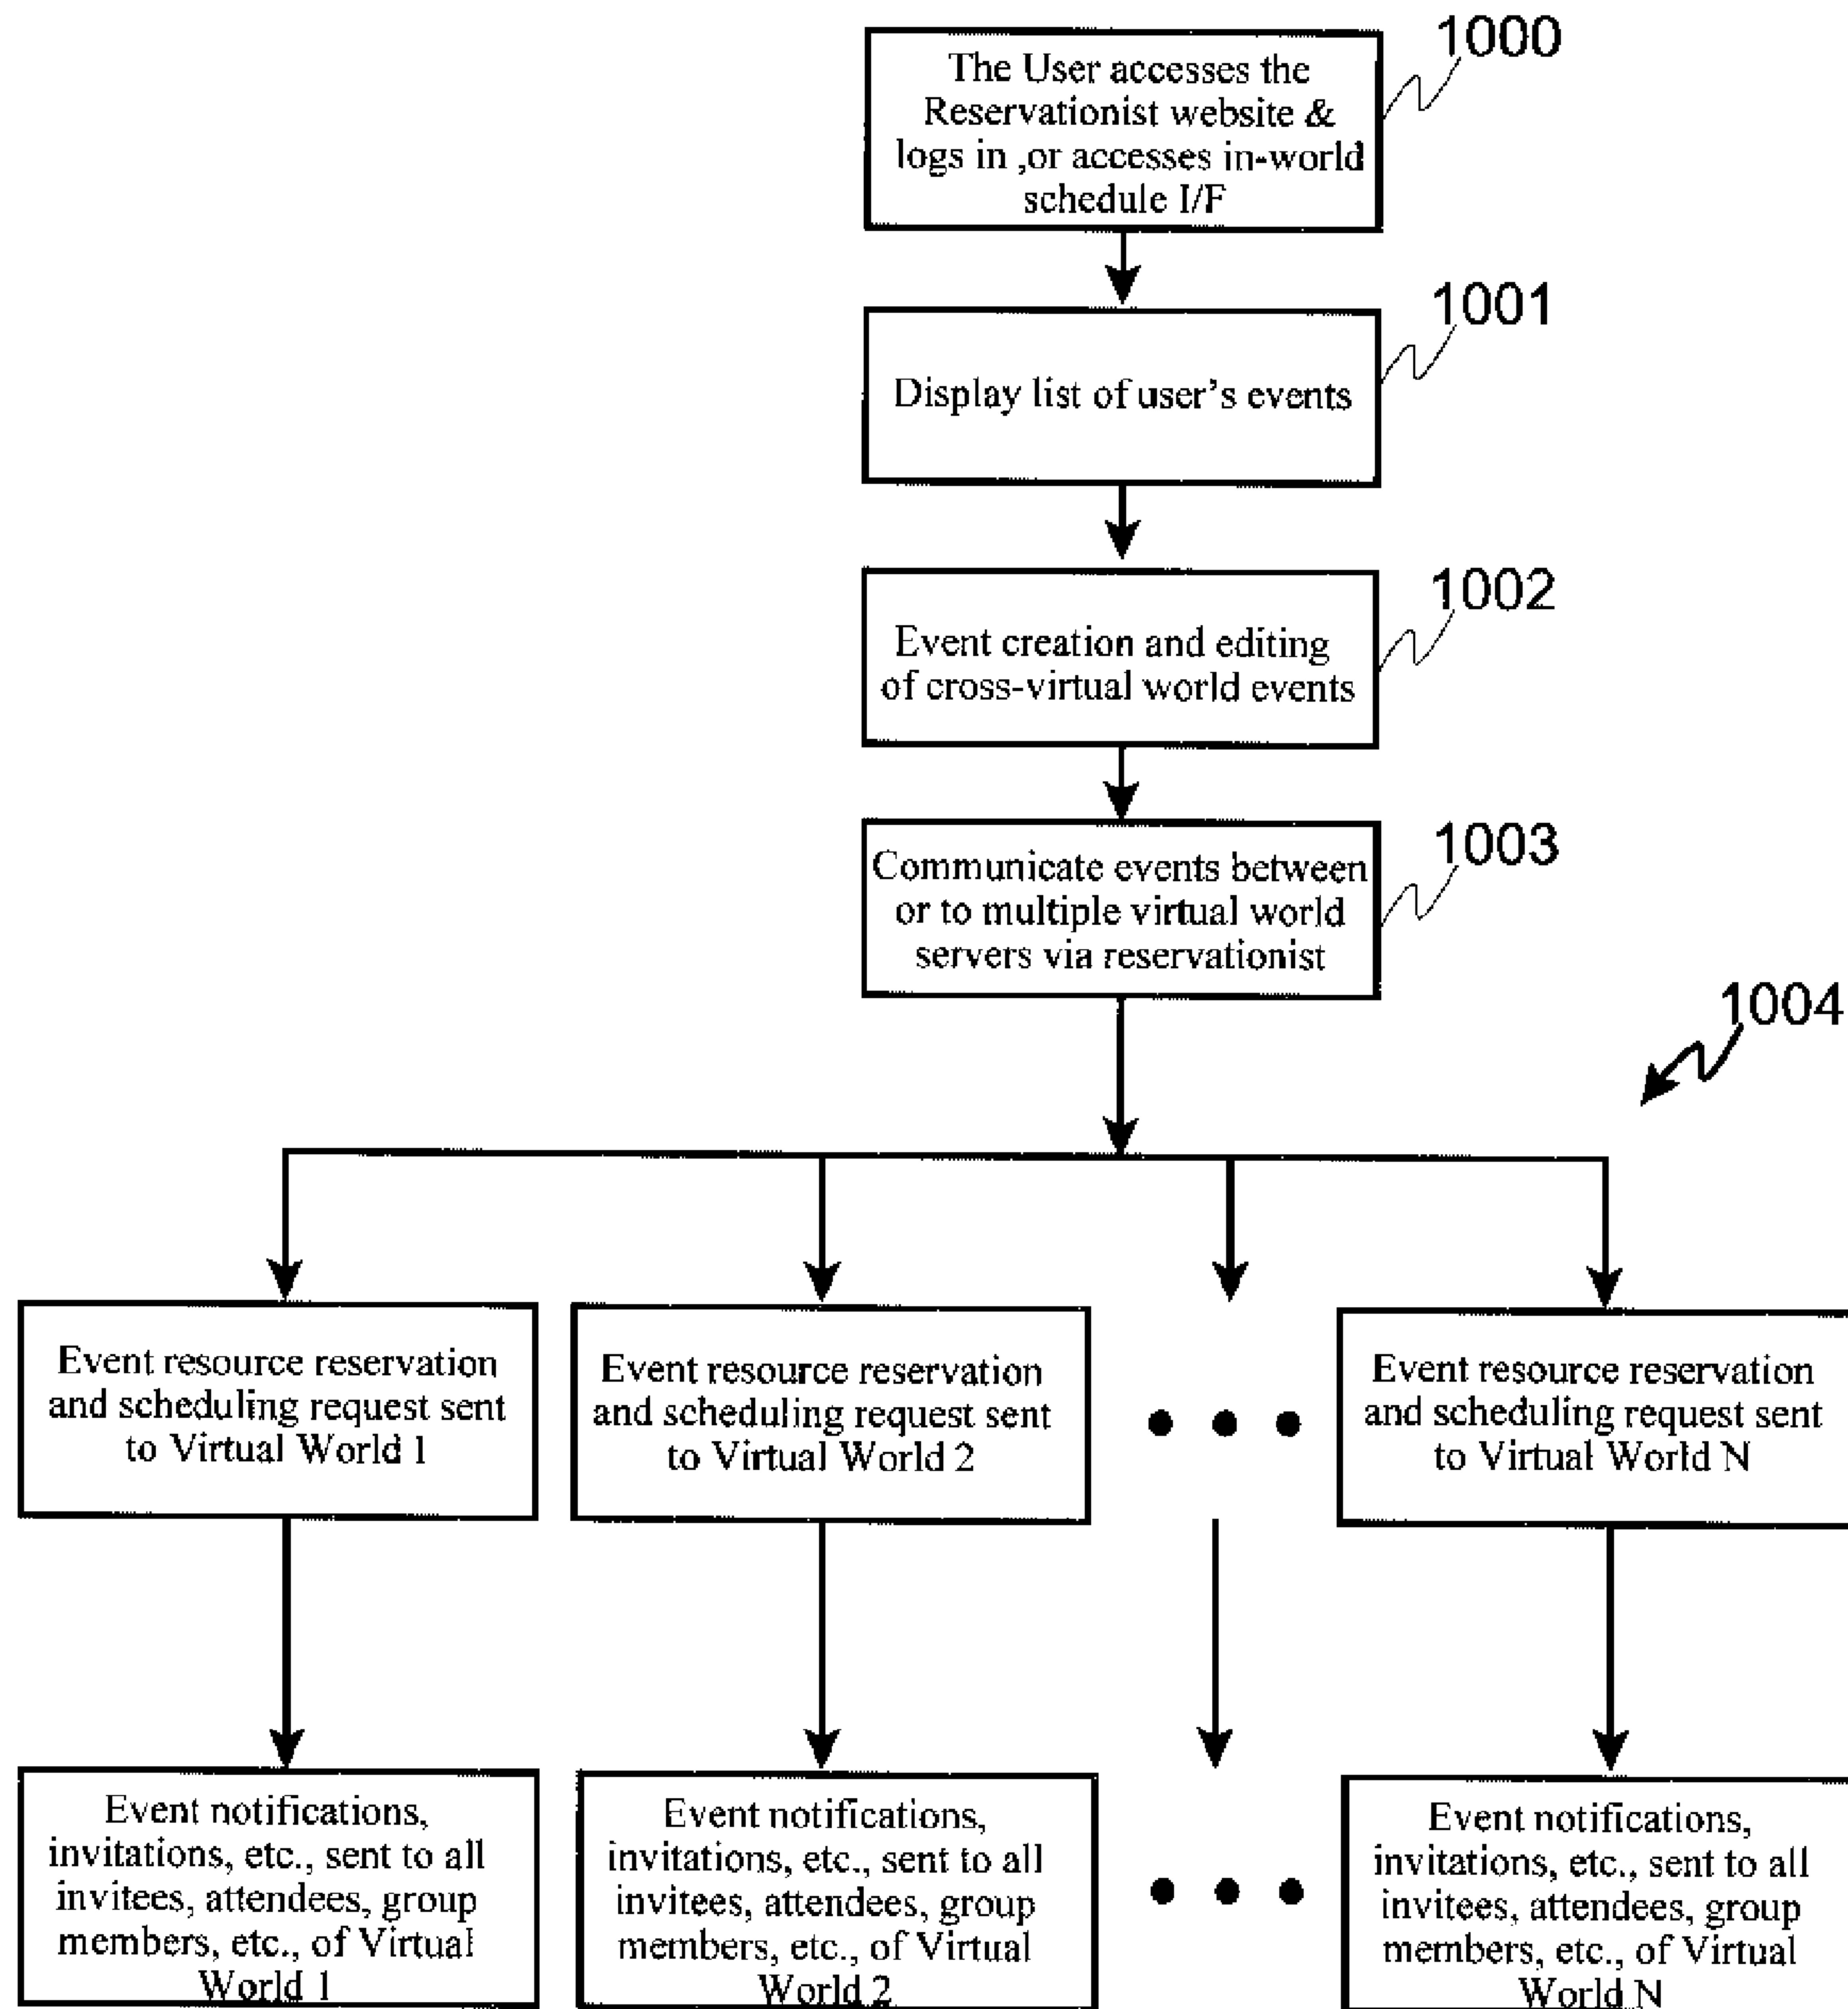 1000
The User accesses the
Reservationist website &
logs in ,or accesses in-world
schedule I/F
1001
Display list of user's events
1002
Event creation and editing
of cross-virtual world events
1003
Communicate events between
or to multiple virtual world
servers via reservationist
1004
Event resource reservation
and scheduling request sent
to Virtual World 1
Event resource reservation
and scheduling request sent
to Virtual World 2
Event resource reservation
and scheduling request sent
to Virtual World N
Event notifications,
invitations, etc., sent to all
invitees, attendees, group
members, etc., of Virtual
World 1
Event notifications,
invitations, etc., sent to all
invitees, attendees, group
members, etc., of Virtual
World 2
Event notifications,
invitations, etc., sent to all
invitees, attendees, group
members, etc., of Virtual
World N